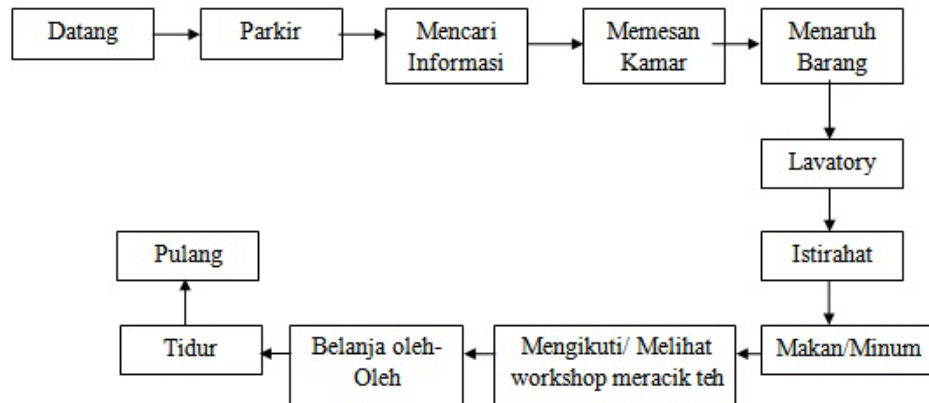 Datang
Parkir
Mencari
Informasi
Memesan
Kamar
Menaruh
Barang
Lavatory
Istirahat
Makan/Minum
Mengikuti/ Melihat
workshop meracik teh
Belanja oleh-
Oleh
Tidur
Pulang